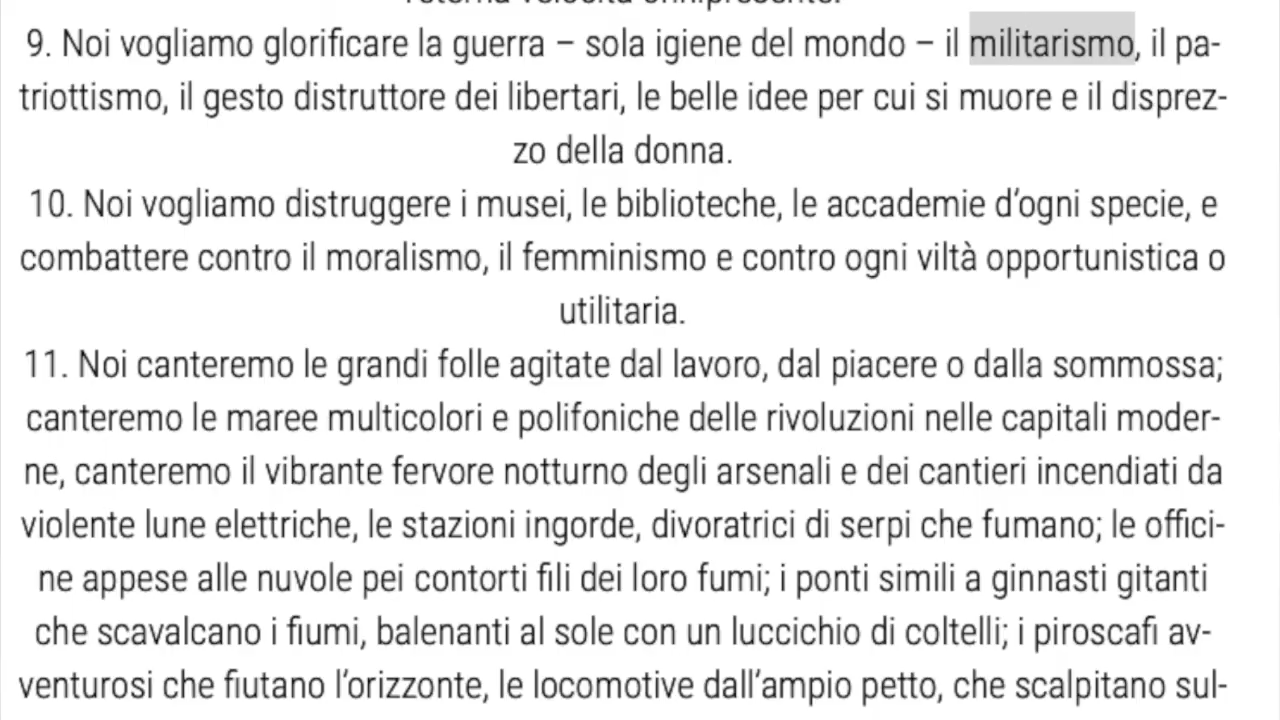 9. Noi vogliamo glorificare la guerra – sola igiene del mondo – il militarismo, il pa-
triottismo, il gesto distruttore dei libertari, le belle idee per cui si muore e il disprez-
zo della donna.
10. Noi vogliamo distruggere i musei, le biblioteche, le accademie d’ogni specie, e
combattere contro il moralismo, il femminismo e contro ogni viltà opportunistica o
utilitaria.
11. Noi canteremo le grandi folle agitate dal lavoro, dal piacere o dalla sommossa;
canteremo le maree multicolori e polifoniche delle rivoluzioni nelle capitali moder-
ne, canteremo il vibrante fervore notturno degli arsenali e dei cantieri incendiati da
violente lune elettriche, le stazioni ingorde, divoratrici di serpi che fumano; le offici-
ne appese alle nuvole pei contorti fili dei loro fumi; i ponti simili a ginnasti gitanti
che scavalcano i fiumi, balenanti al sole con un luccichio di coltelli; i piroscafi av-
venturosi che fiutano l’orizzonte, le locomotive dall’ampio petto, che scalpitano sul-